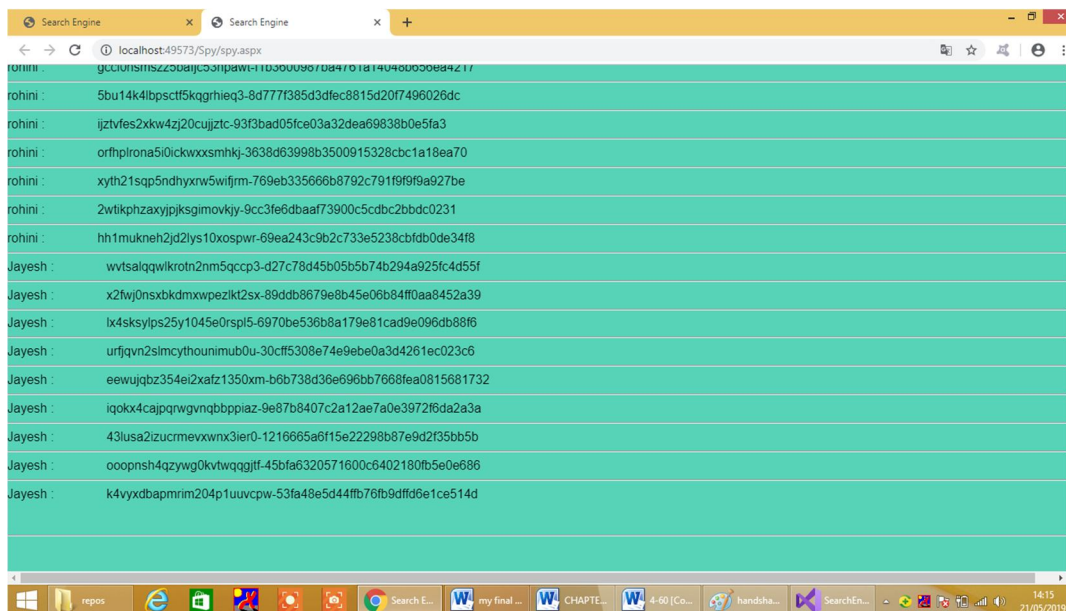 Search Engine
Search Engine
localhost:49573/Spy/spy.aspx
rohini :
rohini : 5bu14k4lbpsctf5kqgrhieq3-8d777f385d3dfec8815d20f7496026dc
rohini : ijztvfes2xkw4zj20cujjztc-93f3bad05fce03a32dea69838b0e5fa3
rohini : orfhplrona5i0ickwxxsmhkj-3638d63998b3500915328cbc1a18ea70
rohini : xyth21sqp5ndhyxrw5wifjrm-769eb335666b8792c791f9f9f9a927be
rohini : 2wtikphzaxyjpjksgimovkjy-9cc3fe6dbaaf73900c5cdbc2bbdc0231
rohini : hh1mukneh2jd2lys10xospwr-69ea243c9b2c733e5238cbfdb0de34f8
Jayesh : wvtsalqqwlkrotn2nm5qccp3-d27c78d45b05b5b74b294a925fc4d55f
Jayesh : x2fwj0nsxbkdmxwpezlkt2sx-89ddb8679e8b45e06b84ff0aa8452a39
Jayesh : lx4sksylps25y1045e0rspl5-6970be536b8a179e81cad9e096db88f6
Jayesh : urfjqvn2slmcythounimub0u-30cff5308e74e9ebe0a3d4261ec023c6
Jayesh : eewujqbz354ei2xafz1350xm-b6b738d36e696bb7668fea0815681732
Jayesh : iqokx4cajpqrwgvnqbbppiaz-9e87b8407c2a12ae7a0e3972f6da2a3a
Jayesh : 43lusa2izucrmevxwnx3ier0-1216665a6f15e22298b87e9d2f35bb5b
Jayesh : ooopnsh4qzywg0kvtwqqgjtf-45bfa6320571600c6402180fb5e0e686
Jayesh : k4vyxdbapmrim204p1uuvcpw-53fa48e5d44ffb76fb9dffd6e1ce514d
repos
Search E...
my final ...
CHAPTE...
4-60 [Co...
handsha...
SearchEn...
14:15
21/05/2019